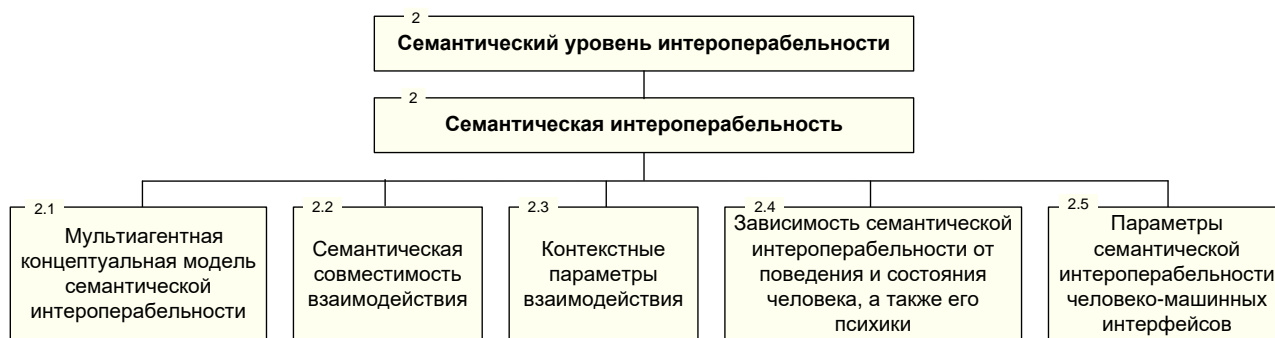 2
Семантический уровень интероперабельности
2
Семантическая интероперабельность
2.1
Мультиагентная
концептуальная модель
семантической
интероперабельности
2.2
Семантическая
совместимость
взаимодействия
2.3
Контекстные
параметры
взаимодействия
2.4
Зависимость семантической
интероперабельности от
поведения и состояния
человека, а также его
психики
2.5
Параметры
семантической
интероперабельности
человеко-машинных
интерфейсов